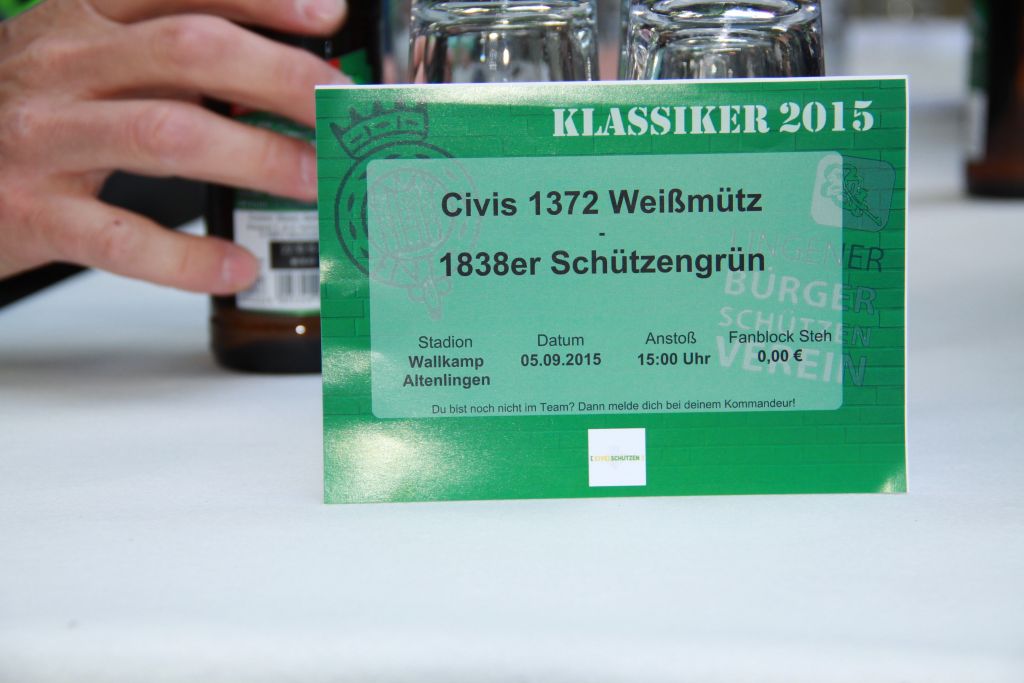 KLASSIKER 2015
Civis 1372 Weißmütz
-
1838er Schützengrün
LINGENER
BÜRGER
SCHÜTZEN
VEREIN
Stadion
Wallkamp
Altenlingen
Datum
05.09.2015
Anstoß
15:00 Uhr
Fanblock Steh
0,00 €
Du bist noch nicht im Team? Dann melde dich bei deinem Kommandeur!
SCHÜTZEN